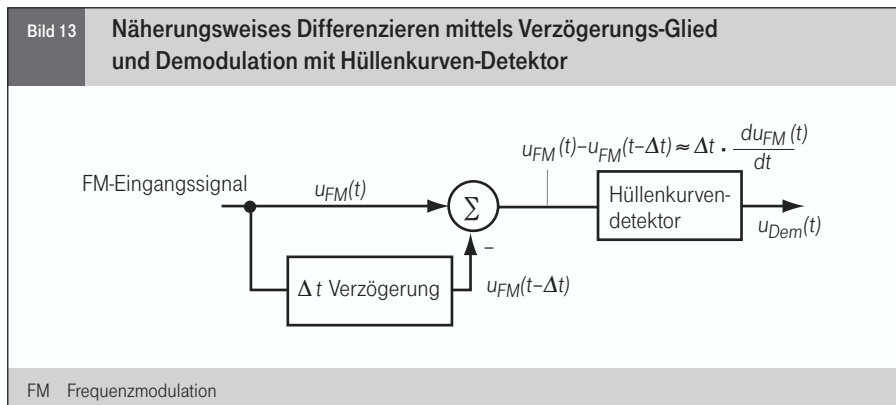 Bild 13
Näherungsweises Differenzieren mittels Verzögerungs-Glied
und Demodulation mit Hüllenkurven-Detektor
u_FM(t)–u_FM(t–Δt) ≈ Δt · du_FM(t)/dt
FM-Eingangssignal
u_FM(t)
Σ
Hüllenkurven-
detektor
u_Dem(t)
–
Δt Verzögerung
u_FM(t–Δt)
FM Frequenzmodulation